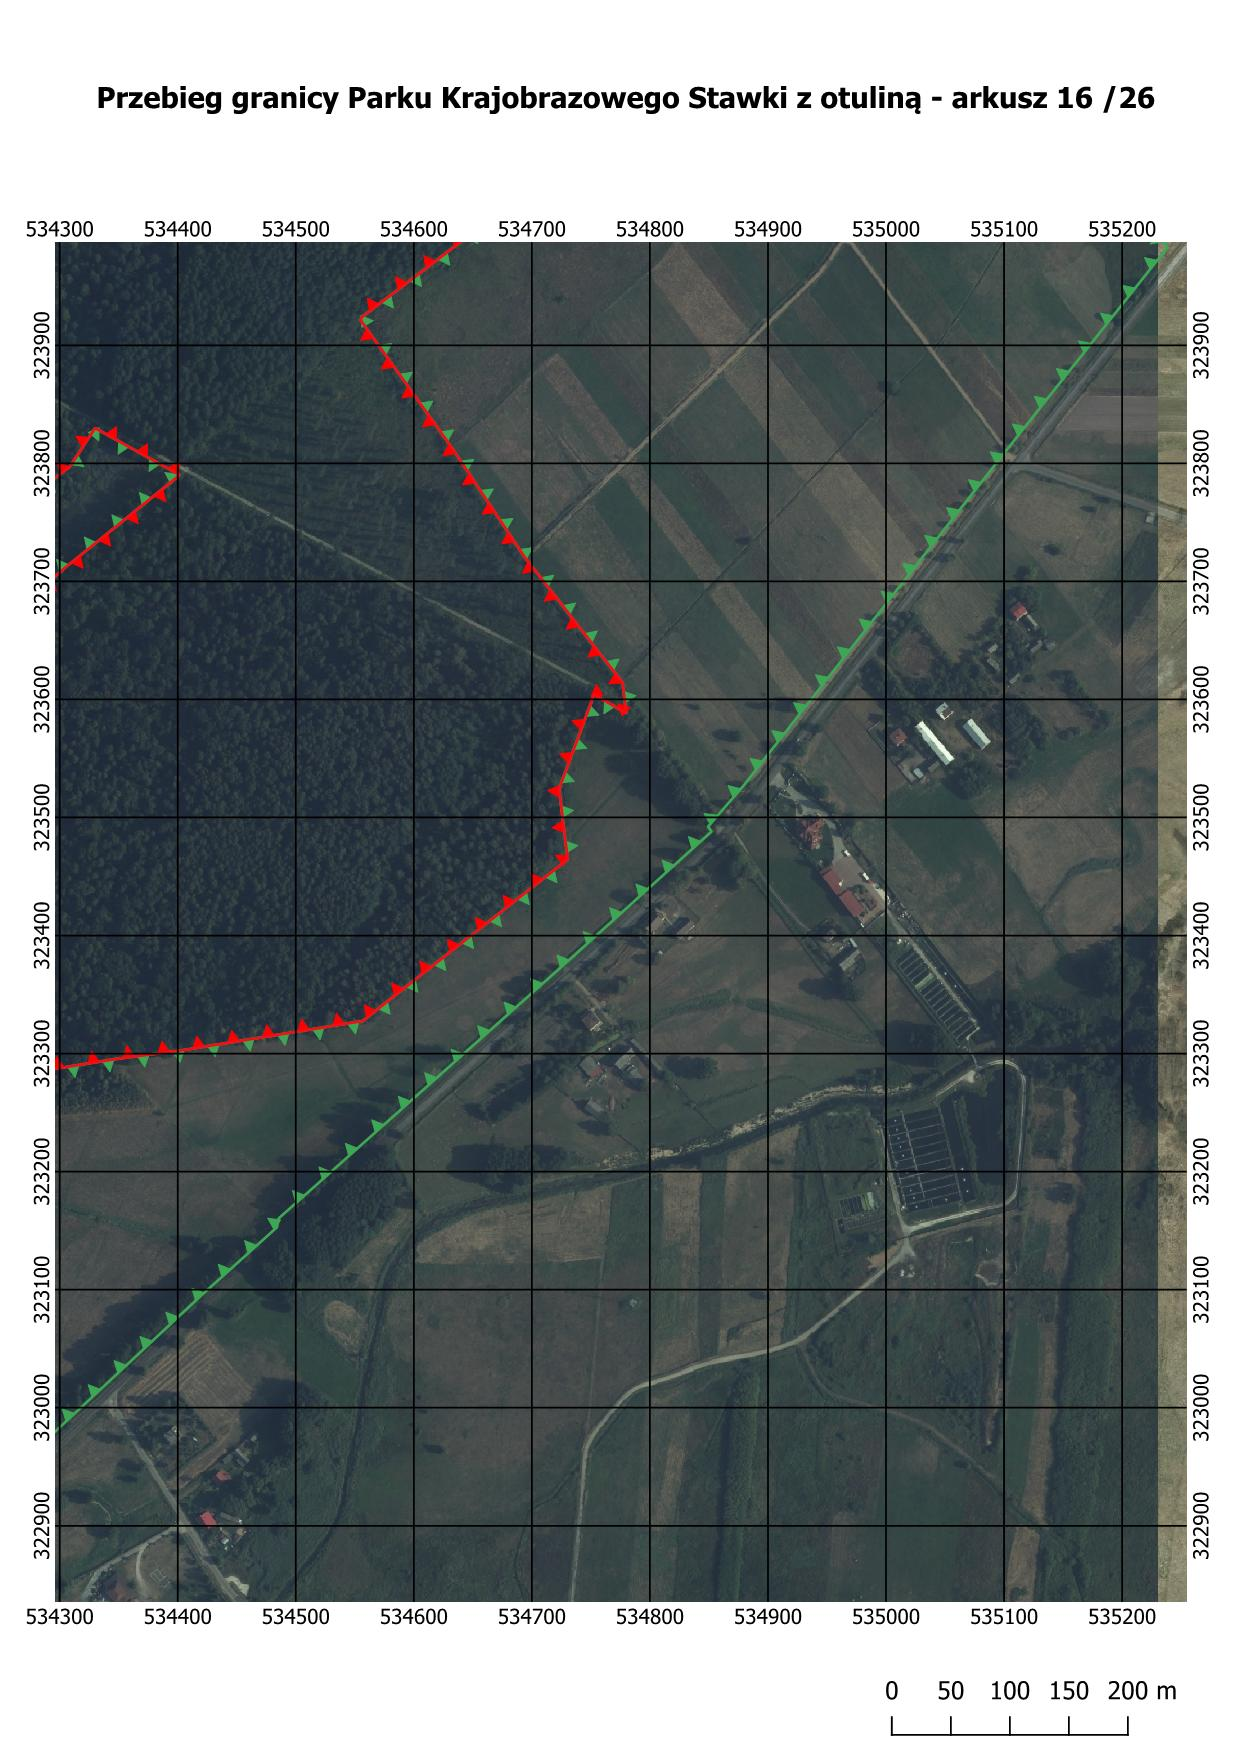 Przebieg granicy Parku Krajobrazowego Stawki z otuliną - arkusz 16 /26
534300 534400 534500 534600 534700 534800 534900 535000 535100 535200
323900 323900
323800 323800
323700 323700
323600 323600
323500 323500
323400 323400
323300 323300
323200 323200
323100 323100
323000 323000
322900 322900
534300 534400 534500 534600 534700 534800 534900 535000 535100 535200
0 50 100 150 200 m